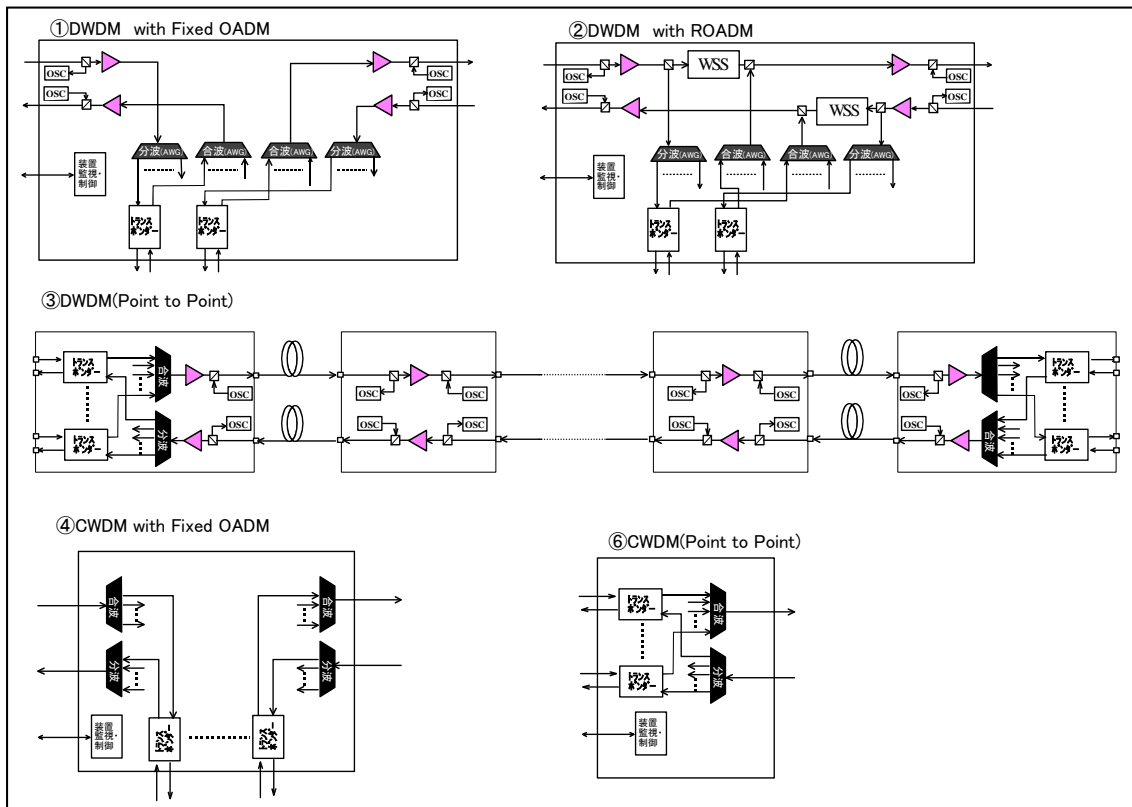 ①DWDM with Fixed OADM
OSC
OSC
OSC
OSC
分波(AWG)
合波(AWG)
合波(AWG)
分波(AWG)
装置
監視・
制御
トランス
ポンダー
トランス
ポンダー
②DWDM with ROADM
OSC
WSS
OSC
OSC
WSS
OSC
分波(AWG)
合波(AWG)
合波(AWG)
分波(AWG)
装置
監視・
制御
トランス
ポンダー
トランス
ポンダー
③DWDM(Point to Point)
トランス
ポンダー
合波
OSC
トランス
ポンダー
分波
OSC
OSC
OSC
OSC
OSC
OSC
OSC
OSC
OSC
OSC
トランス
ポンダー
OSC
合波
トランス
ポンダー
④CWDM with Fixed OADM
合波
合波
分波
分波
装置
監視・
制御
トランス
ポンダー
トランス
ポンダー
⑥CWDM(Point to Point)
トランス
ポンダー
合波
トランス
ポンダー
分波
装置
監視・
制御